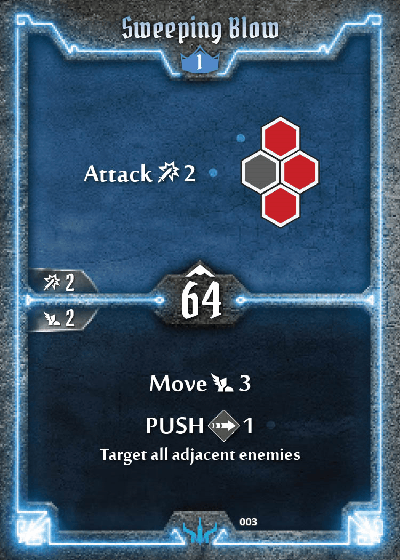 Sweeping Blow
1
Attack 2
2
64
2
Move 3
PUSH 1
Target all adjacent enemies
003